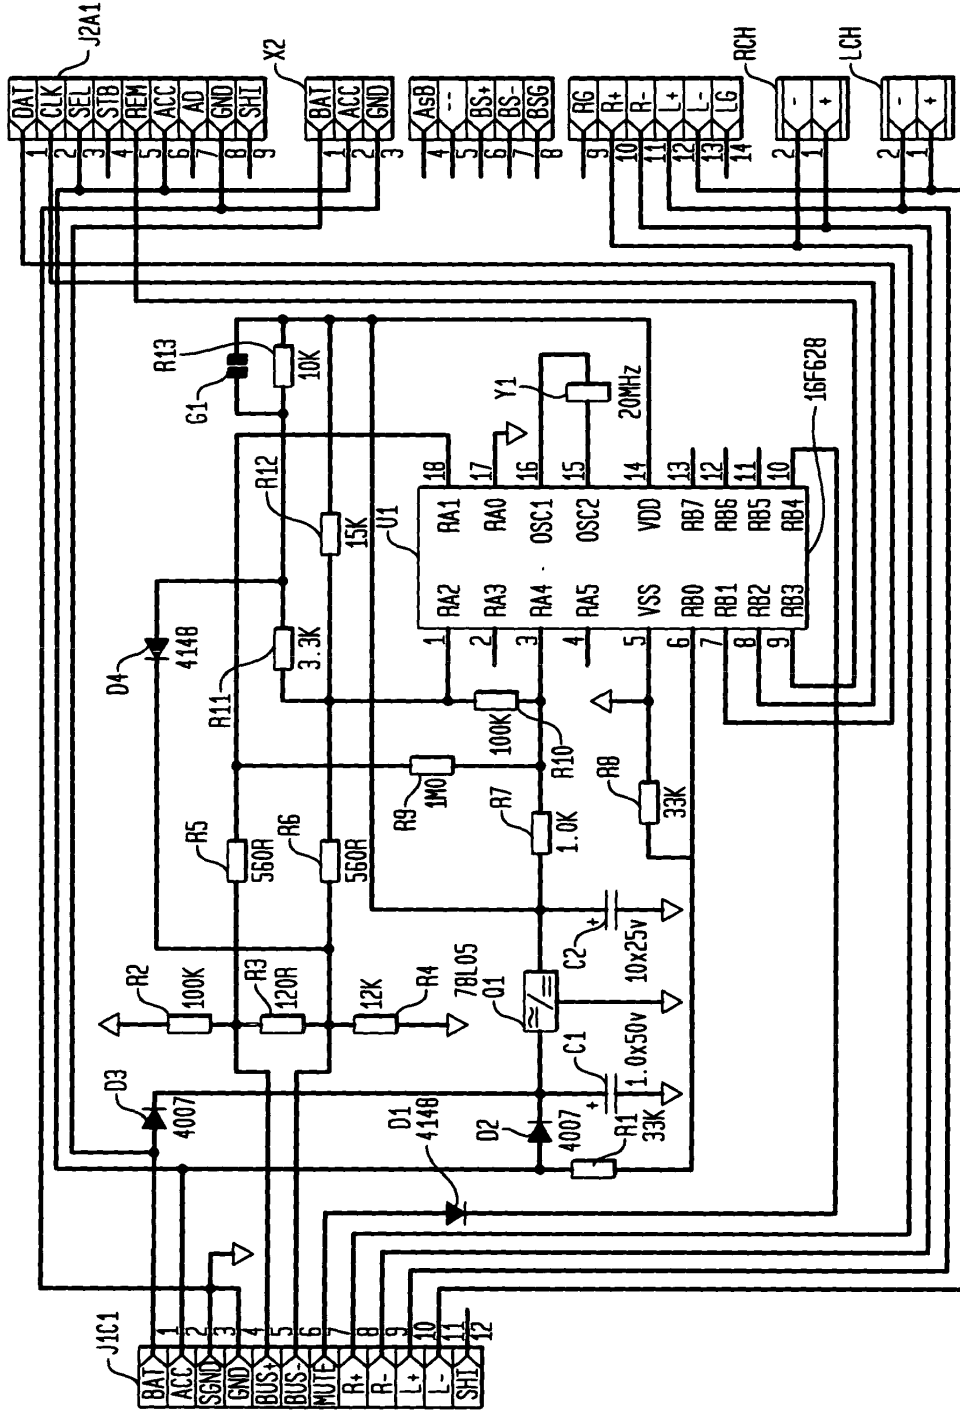 J2A1
DAT
CLK
SEL
STB
REM
ACC
AD
GND
SHI
1
2
3
4
5
6
7
8
9
X2
BAT
ACC
GND
1
2
3
AsB
--
BS+
BS-
BSG
4
5
6
7
8
RG
R+
R-
L+
L-
LG
9
10
11
12
13
14
RCH
-
+
2
1
LCH
-
+
2
1
G1
R13
10K
R12
15K
D4
4148
R11
3.3K
U1
RA1
18
RA0
17
OSC1
16
OSC2
15
VDD
14
RB7
13
RB6
12
RB5
11
RB4
10
RA2
1
RA3
2
RA4
3
RA5
4
VSS
5
RB0
6
RB1
7
RB2
8
RB3
9
Y1
20MHz
16F628
100K
R10
R9
1M0
R8
33K
R7
1.0K
R5
560R
R6
560R
R2
100K
R3
120R
R4
12K
78L05
Q1
C2
+
10x25v
C1
+
1.0x50v
D3
4007
D1
4148
D2
4007
R1
33K
J1C1
BAT
ACC
SGND
GND
BUS+
BUS-
MUTE
R+
R-
L+
L-
SHI
1
2
3
4
5
6
7
8
9
10
11
12